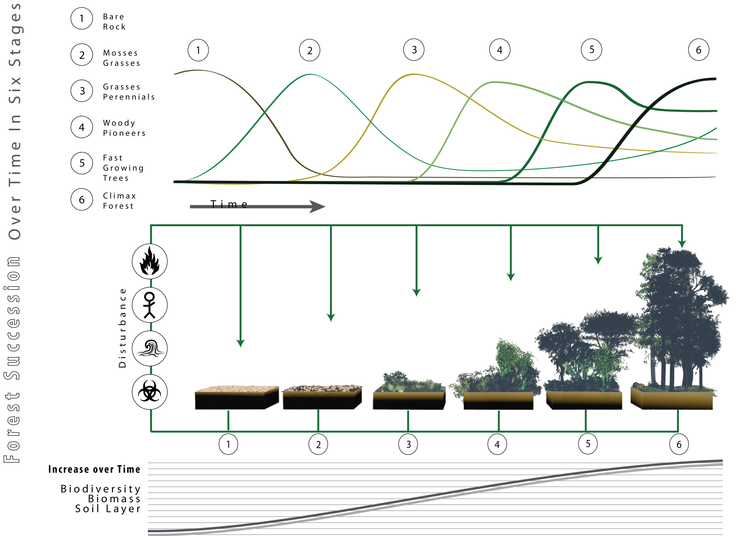 Forest Succession Over Time In Six Stages
1 Bare
Rock
2 Mosses
Grasses
3 Grasses
Perennials
4 Woody
Pioneers
5 Fast
Growing
Trees
6 Climax
Forest
1 2 3 4 5 6
Time
Disturbance
1 2 3 4 5 6
Increase over Time
Biodiversity
Biomass
Soil Layer